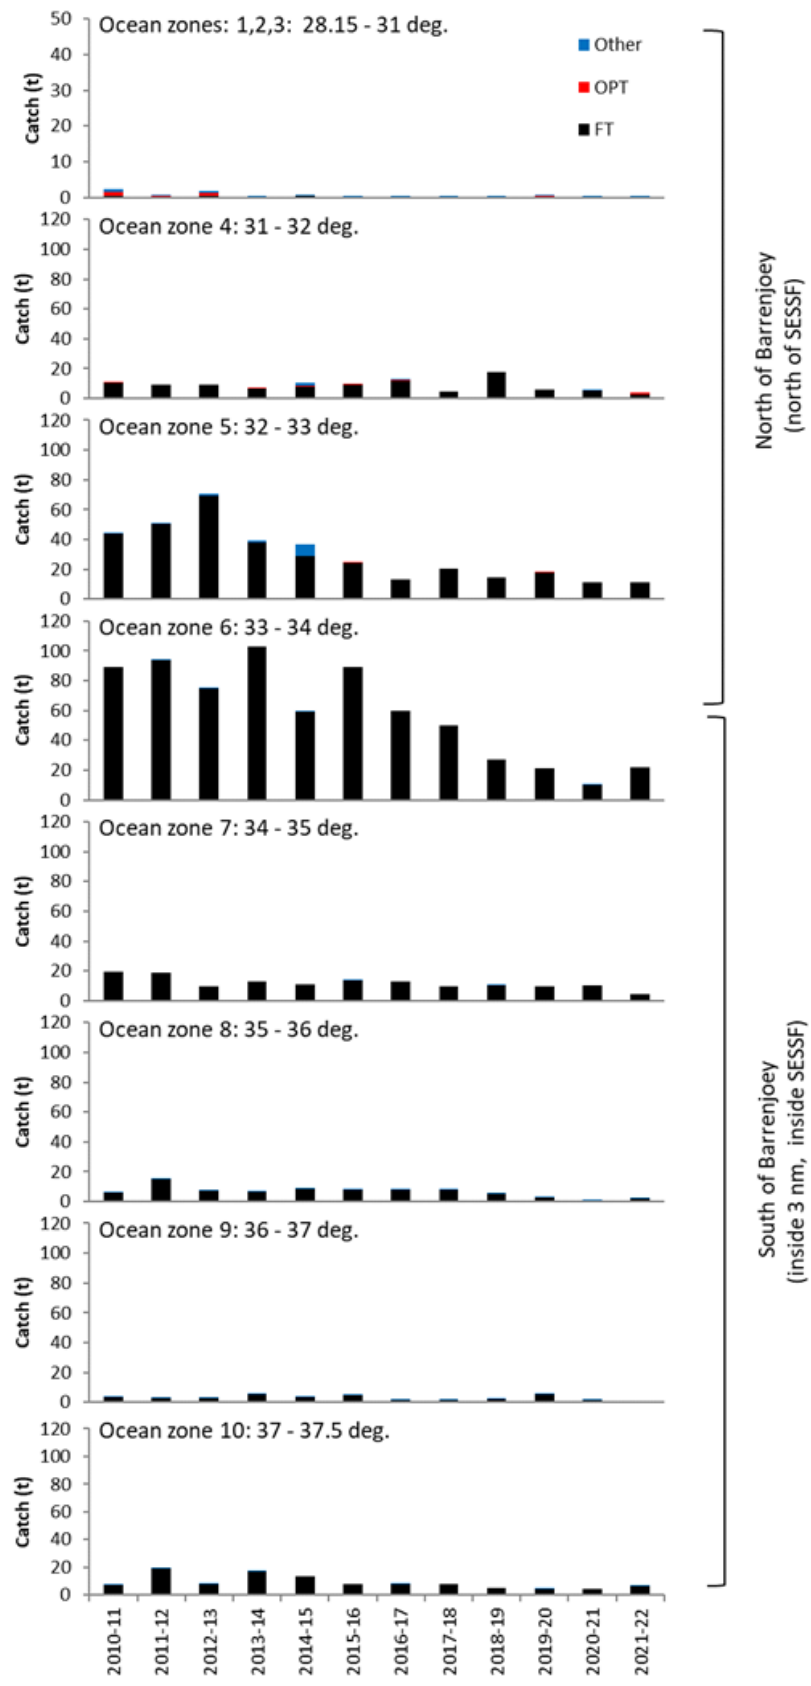 Ocean zones: 1,2,3: 28.15 - 31 deg.
Other
OPT
FT
Catch (t)
50
40
30
20
10
0
Ocean zone 4: 31 - 32 deg.
Catch (t)
120
100
80
60
40
20
0
Ocean zone 5: 32 - 33 deg.
Catch (t)
120
100
80
60
40
20
0
Ocean zone 6: 33 - 34 deg.
Catch (t)
120
100
80
60
40
20
0
North of Barrenjoey
(north of SESSF)
Ocean zone 7: 34 - 35 deg.
Catch (t)
120
100
80
60
40
20
0
Ocean zone 8: 35 - 36 deg.
Catch (t)
120
100
80
60
40
20
0
Ocean zone 9: 36 - 37 deg.
Catch (t)
120
100
80
60
40
20
0
Ocean zone 10: 37 - 37.5 deg.
Catch (t)
120
100
80
60
40
20
0
South of Barrenjoey
(inside 3 nm, inside SESSF)
2010-11
2011-12
2012-13
2013-14
2014-15
2015-16
2016-17
2017-18
2018-19
2019-20
2020-21
2021-22